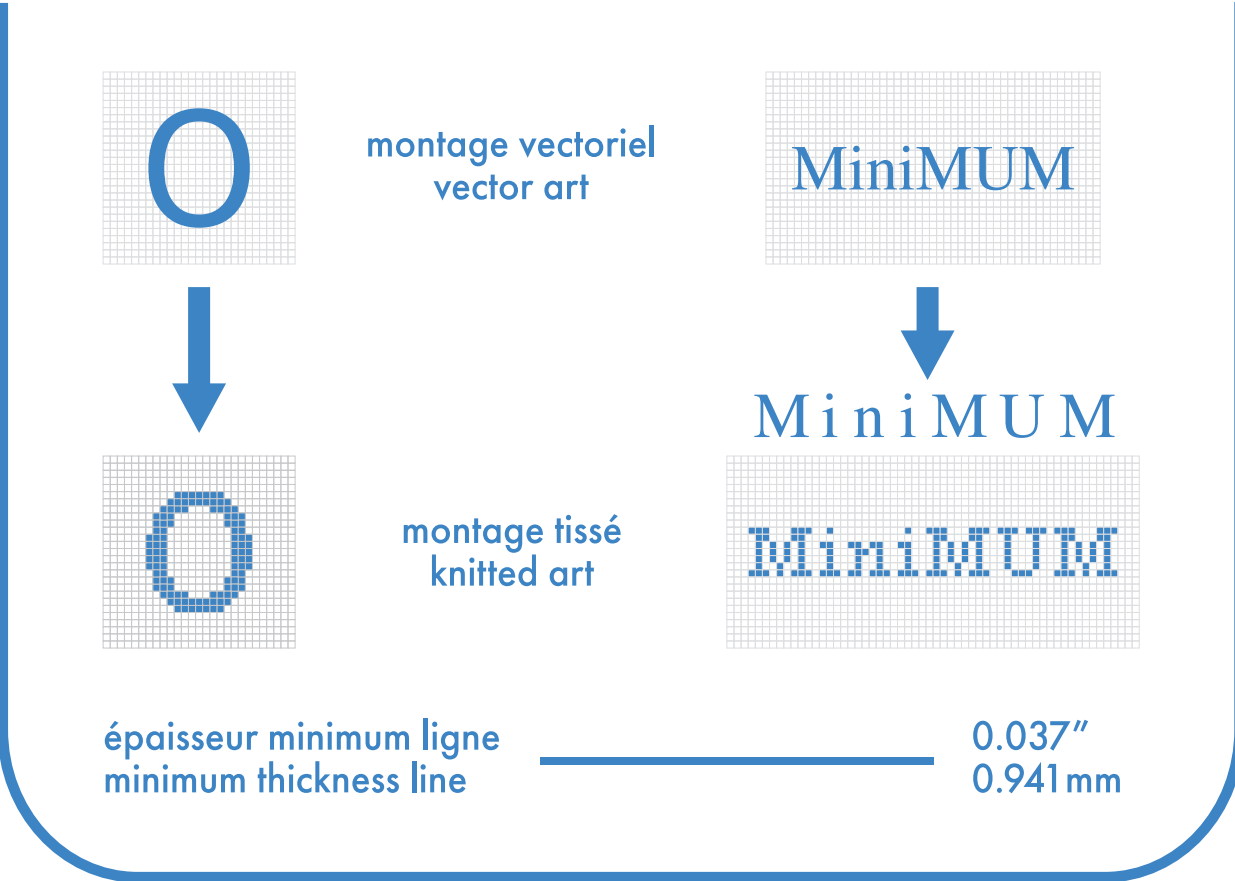 O
montage vectoriel
vector art
MiniMUM
MiniMUM
O
montage tissé
knitted art
MiniMUM
épaisseur minimum ligne
minimum thickness line
0.037″
0.941mm